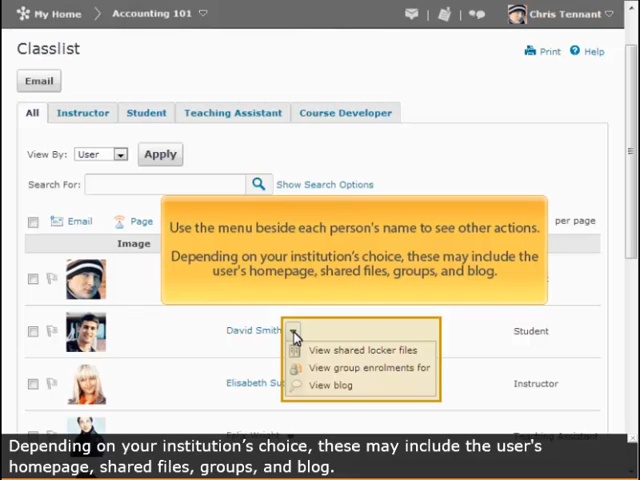 My Home
Accounting 101
Chris Tennant
Classlist
Print
Help
Email
All
Instructor
Student
Teaching Assistant
Course Developer
View By:
User
Apply
Search For:
Show Search Options
Email
Page
per page
Image
Use the menu beside each person's name to see other actions.
Depending on your institution's choice, these may include the
user's homepage, shared files, groups, and blog.
David Smith
Student
View shared locker files
View group enrolments for
View blog
Elisabeth
Instructor
Teaching Assistant
Depending on your institution's choice, these may include the user's
homepage, shared files, groups, and blog.